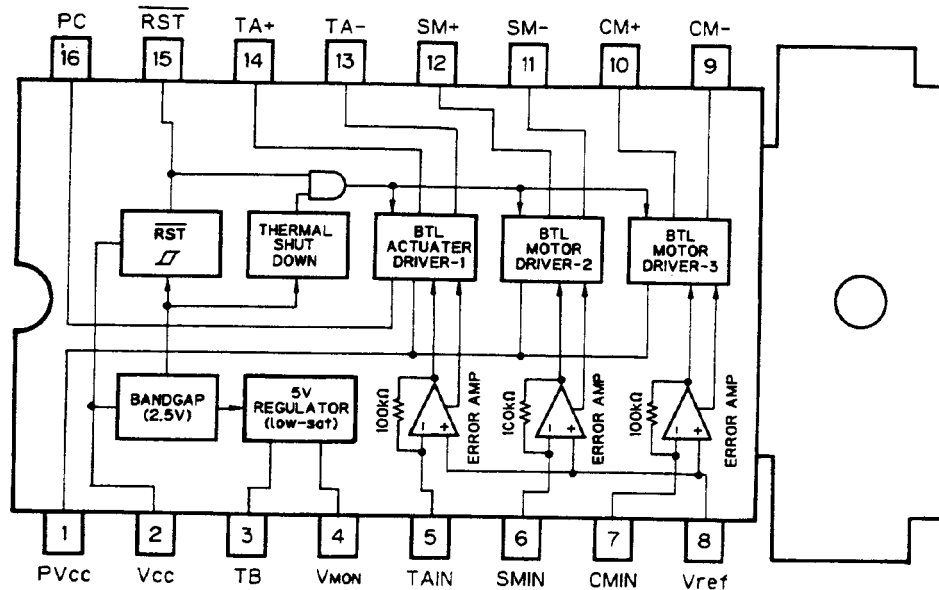 PC RST TA+ TA- SM+ SM- CM+ CM-
16 15 14 13 12 11 10 9
RST
THERMAL
SHUT
DOWN
BTL
ACTUATER
DRIVER-1
BTL
MOTOR
DRIVER-2
BTL
MOTOR
DRIVER-3
BANDGAP
(2.5V)
5V
REGULATOR
(low-sat)
100kΩ
- +
ERROR AMP
100kΩ
- +
ERROR AMP
100kΩ
- +
ERROR AMP
1 2 3 4 5 6 7 8
PVcc Vcc TB VMON TAIN SMIN CMIN Vref